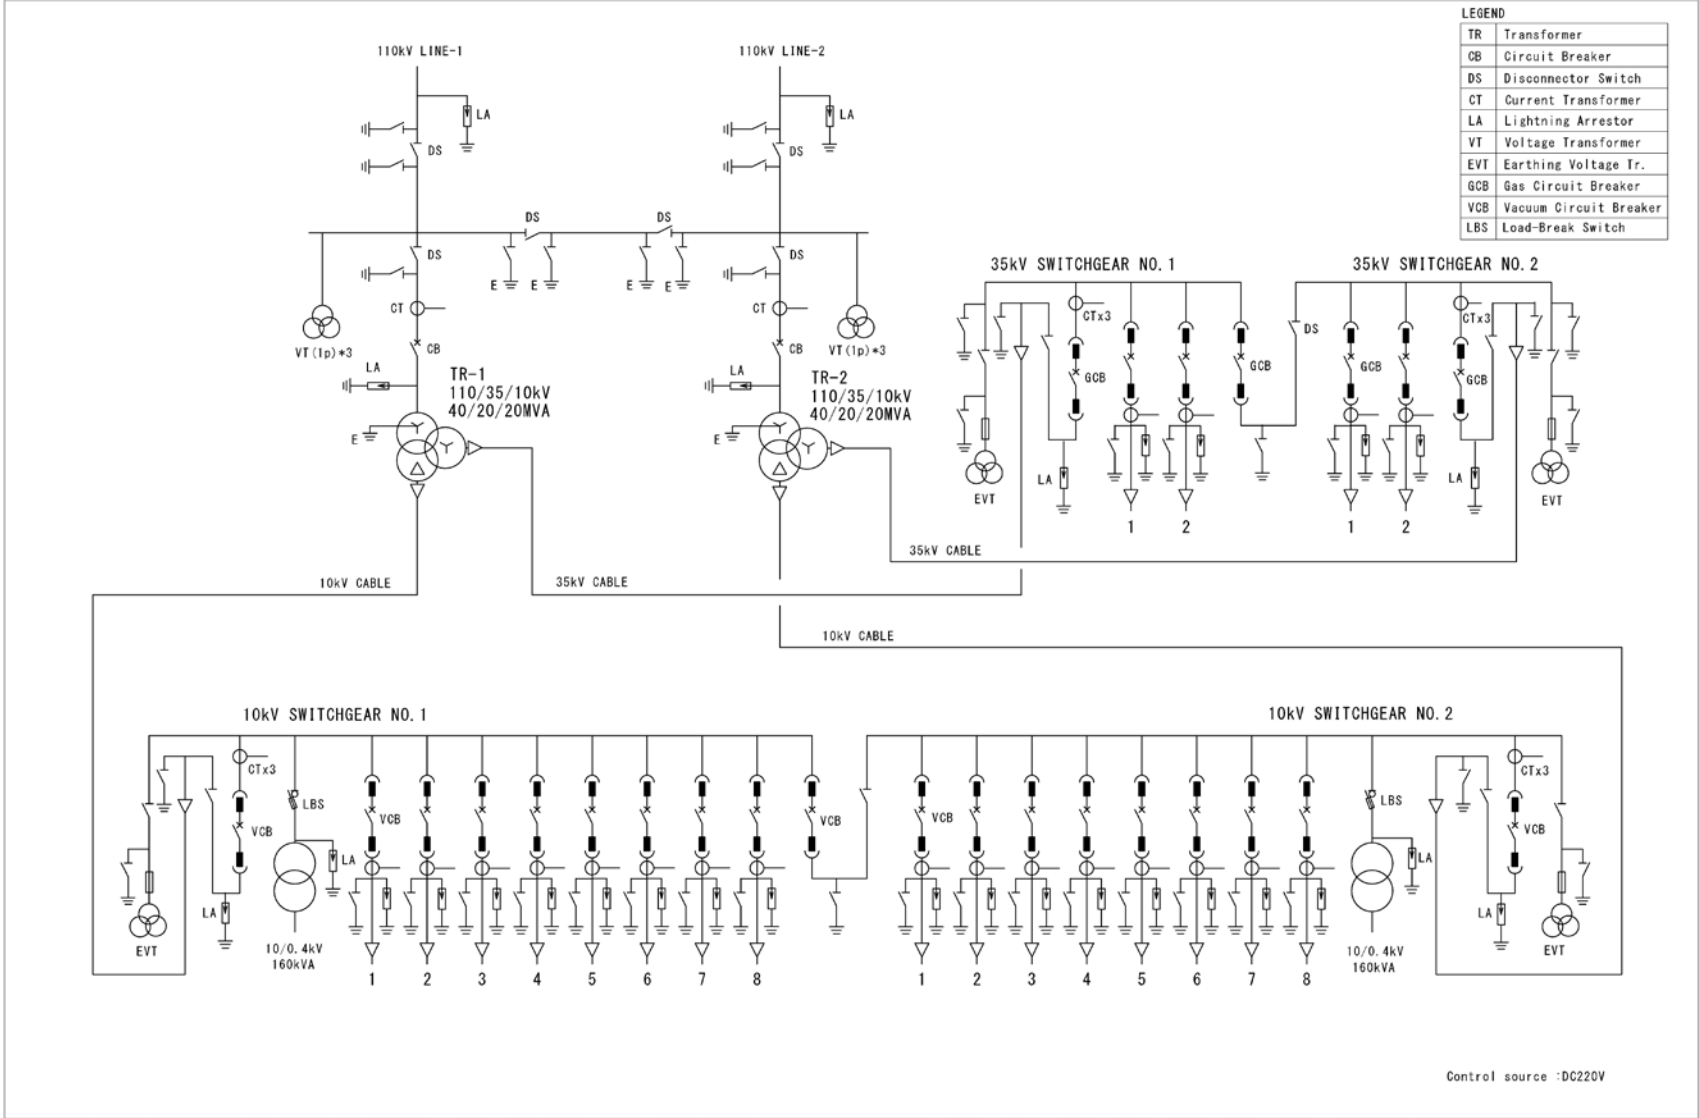 LEGEND
TR Transformer
CB Circuit Breaker
DS Disconnector Switch
CT Current Transformer
LA Lightning Arrestor
VT Voltage Transformer
EVT Earthing Voltage Tr.
GCB Gas Circuit Breaker
VCB Vacuum Circuit Breaker
LBS Load-Break Switch
110kV LINE-1
110kV LINE-2
LA
LA
DS
DS
DS
DS
DS
DS
E
E
E
E
CT
CT
VT(1p)*3
VT(1p)*3
CB
CB
LA
LA
TR-1
110/35/10kV
40/20/20MVA
TR-2
110/35/10kV
40/20/20MVA
E
E
35kV SWITCHGEAR NO.1
35kV SWITCHGEAR NO.2
CTx3
DS
CTx3
GCB
GCB
GCB
GCB
LA
LA
EVT
EVT
1
2
1
2
35kV CABLE
10kV CABLE
35kV CABLE
10kV CABLE
10kV SWITCHGEAR NO.1
10kV SWITCHGEAR NO.2
CTx3
CTx3
LBS
LBS
VCB
VCB
VCB
VCB
VCB
LA
LA
LA
LA
EVT
EVT
10/0.4kV
160kVA
10/0.4kV
160kVA
1 2 3 4 5 6 7 8
1 2 3 4 5 6 7 8
Control source :DC220V